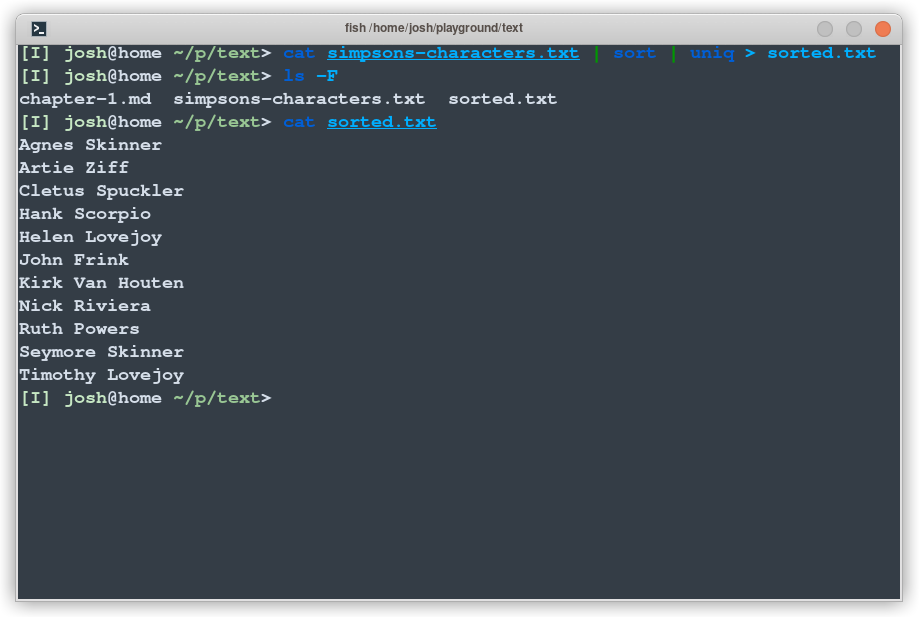 fish /home/josh/playground/text
[I] josh@home ~/p/text> cat simpsons-characters.txt | sort | uniq > sorted.txt
[I] josh@home ~/p/text> ls -F
chapter-1.md  simpsons-characters.txt  sorted.txt
[I] josh@home ~/p/text> cat sorted.txt
Agnes Skinner
Artie Ziff
Cletus Spuckler
Hank Scorpio
Helen Lovejoy
John Frink
Kirk Van Houten
Nick Riviera
Ruth Powers
Seymore Skinner
Timothy Lovejoy
[I] josh@home ~/p/text>